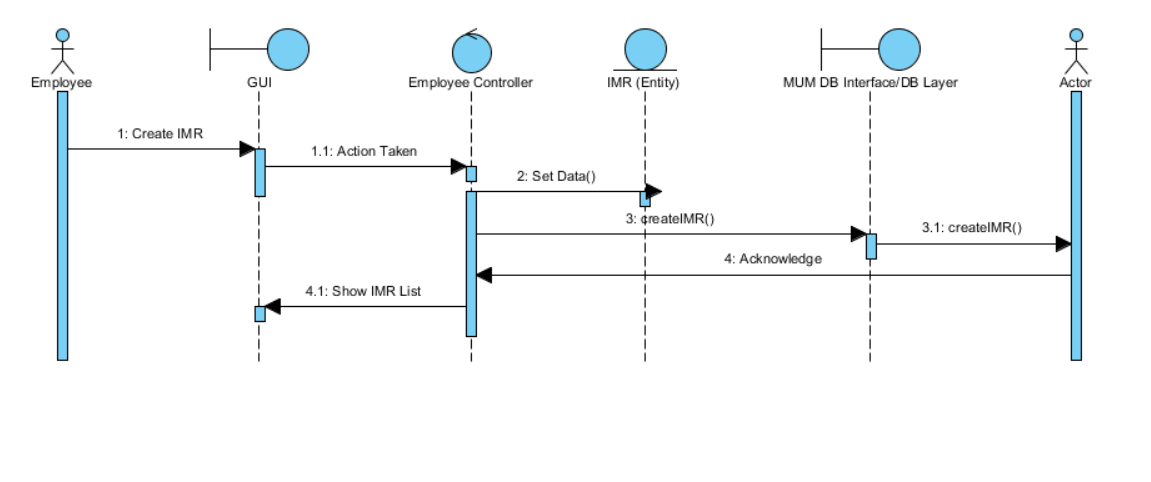 Employee
GUI
Employee Controller
IMR (Entity)
MUM DB Interface/DB Layer
Actor
1: Create IMR
1.1: Action Taken
2: Set Data()
3: createIMR()
3.1: createIMR()
4: Acknowledge
4.1: Show IMR List